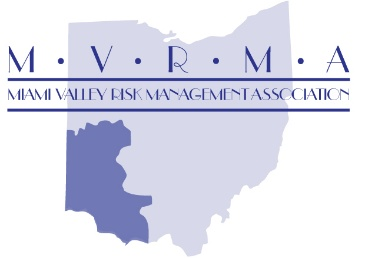 M · V · R · M · A
MIAMI VALLEY RISK MANAGEMENT ASSOCIATION